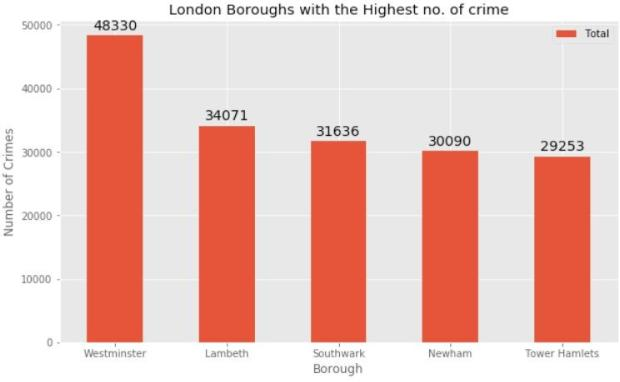 London Boroughs with the Highest no. of crime
Total
48330
34071
31636
30090
29253
50000
40000
30000
20000
10000
0
Number of Crimes
Westminster
Lambeth
Southwark
Newham
Tower Hamlets
Borough